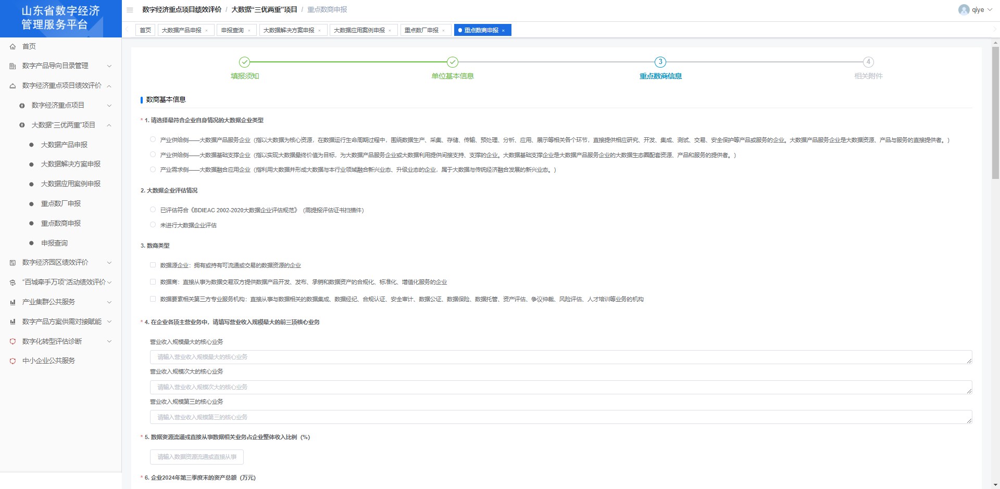 山东省数字经济
管理服务平台
数字经济重点项目绩效评价 / 大数据“三优两重”项目 / 重点数商申报
qiye
首页
大数据产品申报 ×
申报查询 ×
大数据解决方案申报 ×
大数据应用案例申报 ×
重点数厂申报 ×
重点数商申报 ×
首页
数字产品导向目录管理
数字经济重点项目绩效评价
数字经济重点项目
大数据“三优两重”项目
大数据产品申报
大数据解决方案申报
大数据应用案例申报
重点数厂申报
重点数商申报
申报查询
数字经济园区绩效评价
“百城牵手万项”活动绩效评价
产业集群公共服务
数字产品方案供需对接赋能
数字化转型评估诊断
中小企业公共服务
填报须知
单位基本信息
3
重点数商信息
4
相关附件
数商基本信息
* 1. 请选择最符合企业自身情况的大数据企业类型
产业供给侧——大数据产品服务企业（指以大数据为核心资源，在数据运行生命周期过程中，围绕数据生产、采集、存储、传输、预处理、分析、应用、展示等相关各个环节，直接提供相应研究、开发、集成、测试、交易、安全保护等产品或服务的企业。大数据产品服务企业是大数据资源、产品与服务的直接提供者。）
产业供给侧——大数据基础支撑企业（指以实现大数据最终价值为目标，为大数据产品服务企业或大数据利用提供间接支持、支撑的企业。大数据基础支撑企业是大数据产品服务企业的大数据生态圈配套资源、产品和服务的提供者。）
产业需求侧——大数据融合应用企业（指利用大数据并形成大数据与本行业领域融合新兴业态、升级业态的企业，属于大数据与传统经济融合发展的新兴业态。）
2. 大数据企业评估情况
已评估符合《BDIEAC 2002-2020大数据企业评估规范》（需提报评估证书扫描件）
未进行大数据企业评估
3. 数商类型
数据源企业：拥有或持有可流通或交易的数据资源的企业
数据商：直接从事为数据交易双方提供数据产品开发、发布、承销和数据资产的合规化、标准化、增值化服务的企业
数据要素相关第三方专业服务机构：直接从事与数据相关的数据集成、数据经纪、合规认证、安全审计、数据公证、数据保险、数据托管、资产评估、争议仲裁、风险评估、人才培训等业务的机构
* 4. 在企业各项主营业务中，请填写营业收入规模最大的前三项核心业务
营业收入规模最大的核心业务
请输入营业收入规模最大的核心业务
营业收入规模次大的核心业务
请输入营业收入规模次大的核心业务
营业收入规模第三的核心业务
请输入营业收入规模第三的核心业务
* 5. 数据资源流通或直接从事数据相关业务占企业整体收入比例（%）
请输入数据资源流通或直接从事
* 6. 企业2024年第三季度末的资产总额（万元）